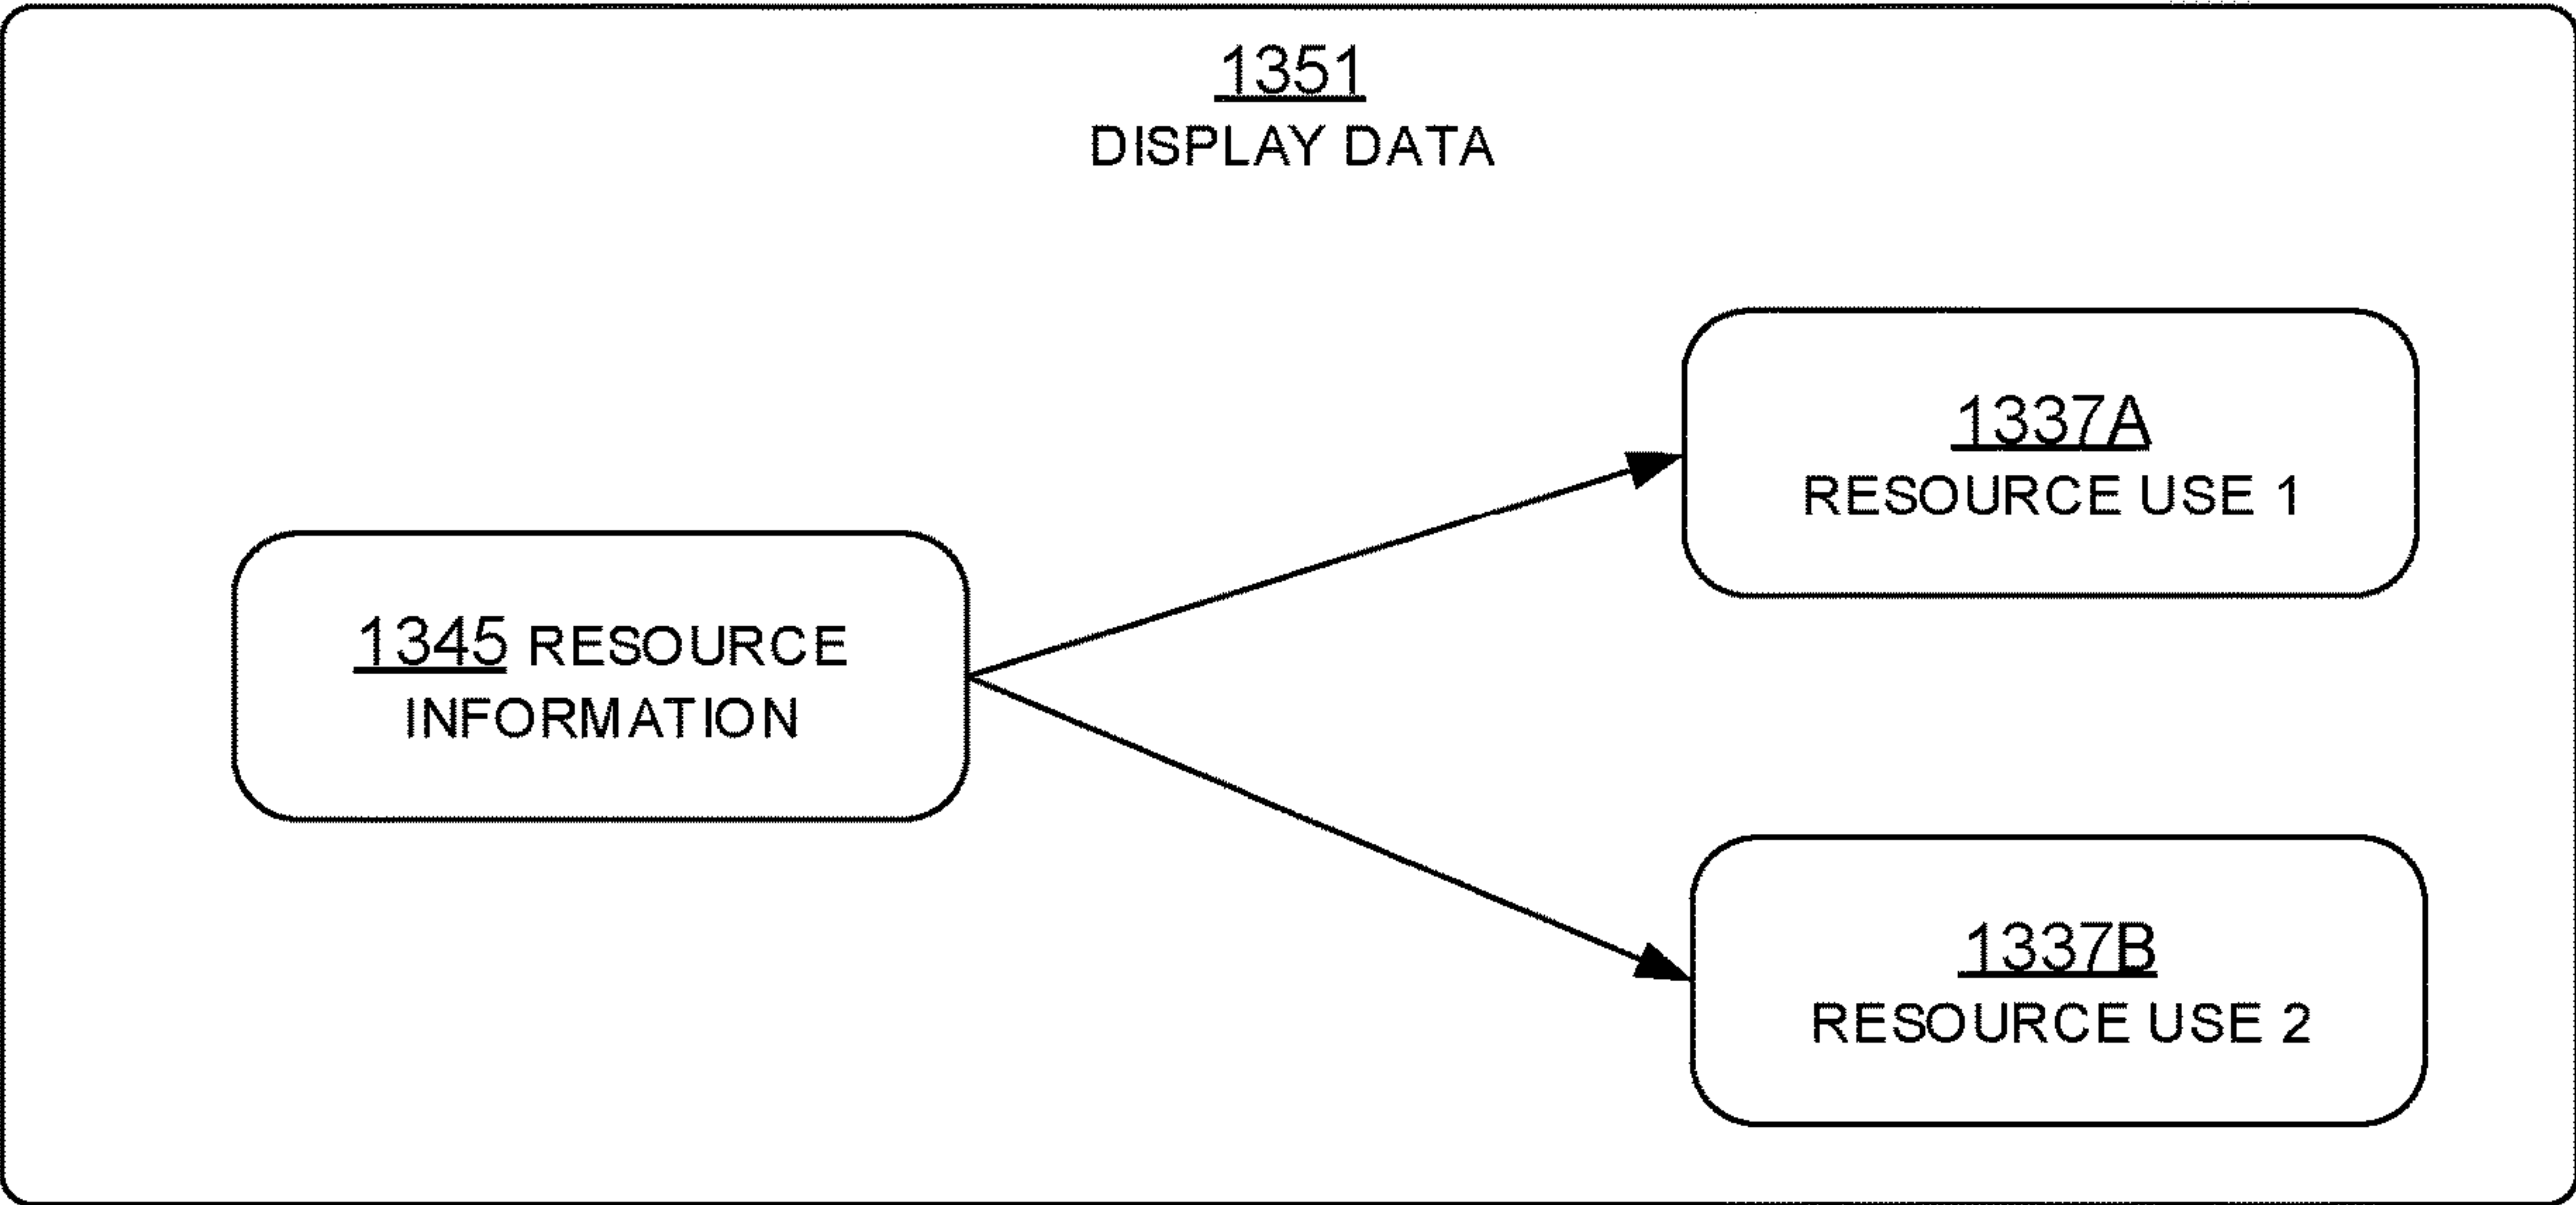 1351
DISPLAY DATA
1337A
RESOURCE USE 1
1345 RESOURCE
INFORMATION
1337B
RESOURCE USE 2